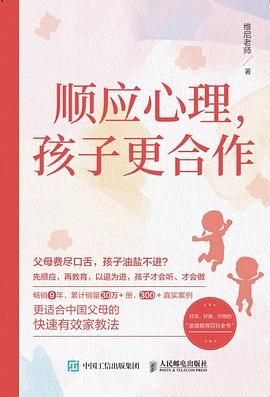 维尼老师/著
顺应心理，
孩子更合作
父母费尽口舌，孩子油盐不进？
先顺应，再教育，以退为进，孩子才会听、才会做
畅销9年，累计销量30万+册，300+真实案例
更适合中国父母的
快速有效家教法
好读、好查、好用的
“家庭教育百科全书”
中国工信出版集团
人民邮电出版社